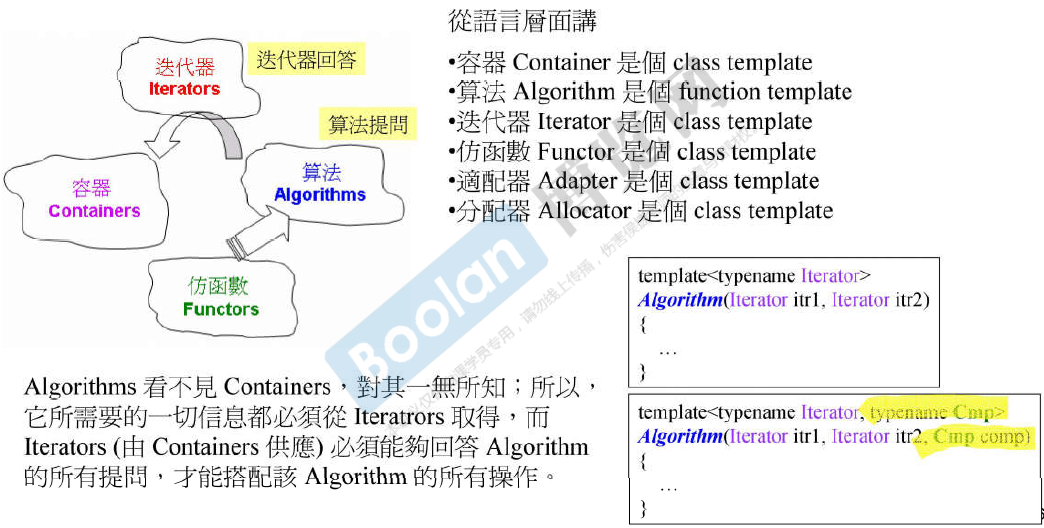 從語言層面講
迭代器
Iterators
迭代器回答
算法提問
容器
Containers
算法
Algorithms
仿函數
Functors
•容器 Container 是個 class template
•算法 Algorithm 是個 function template
•迭代器 Iterator 是個 class template
•仿函數 Functor 是個 class template
•適配器 Adapter 是個 class template
•分配器 Allocator 是個 class template
template<typename Iterator>
Algorithm(Iterator itr1, Iterator itr2)
{
...
}
Algorithms 看不見 Containers，對其一無所知；所以，
它所需要的一切信息都必須從 Iteratrors 取得，而
Iterators (由 Containers 供應) 必須能夠回答 Algorithm
的所有提問，才能搭配該 Algorithm 的所有操作。
template<typename Iterator, typename Cmp>
Algorithm(Iterator itr1, Iterator itr2, Cmp comp)
{
...
}
Boolan 博览网